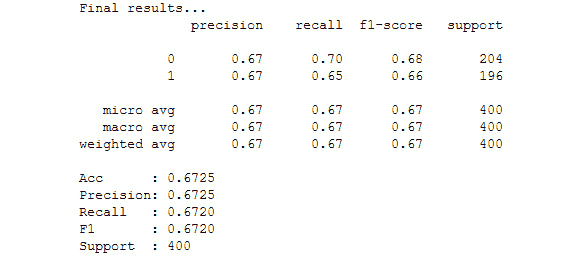 Final results...
precision recall f1-score support
0 0.67 0.70 0.68 204
1 0.67 0.65 0.66 196
micro avg 0.67 0.67 0.67 400
macro avg 0.67 0.67 0.67 400
weighted avg 0.67 0.67 0.67 400
Acc : 0.6725
Precision: 0.6725
Recall : 0.6720
F1 : 0.6720
Support : 400